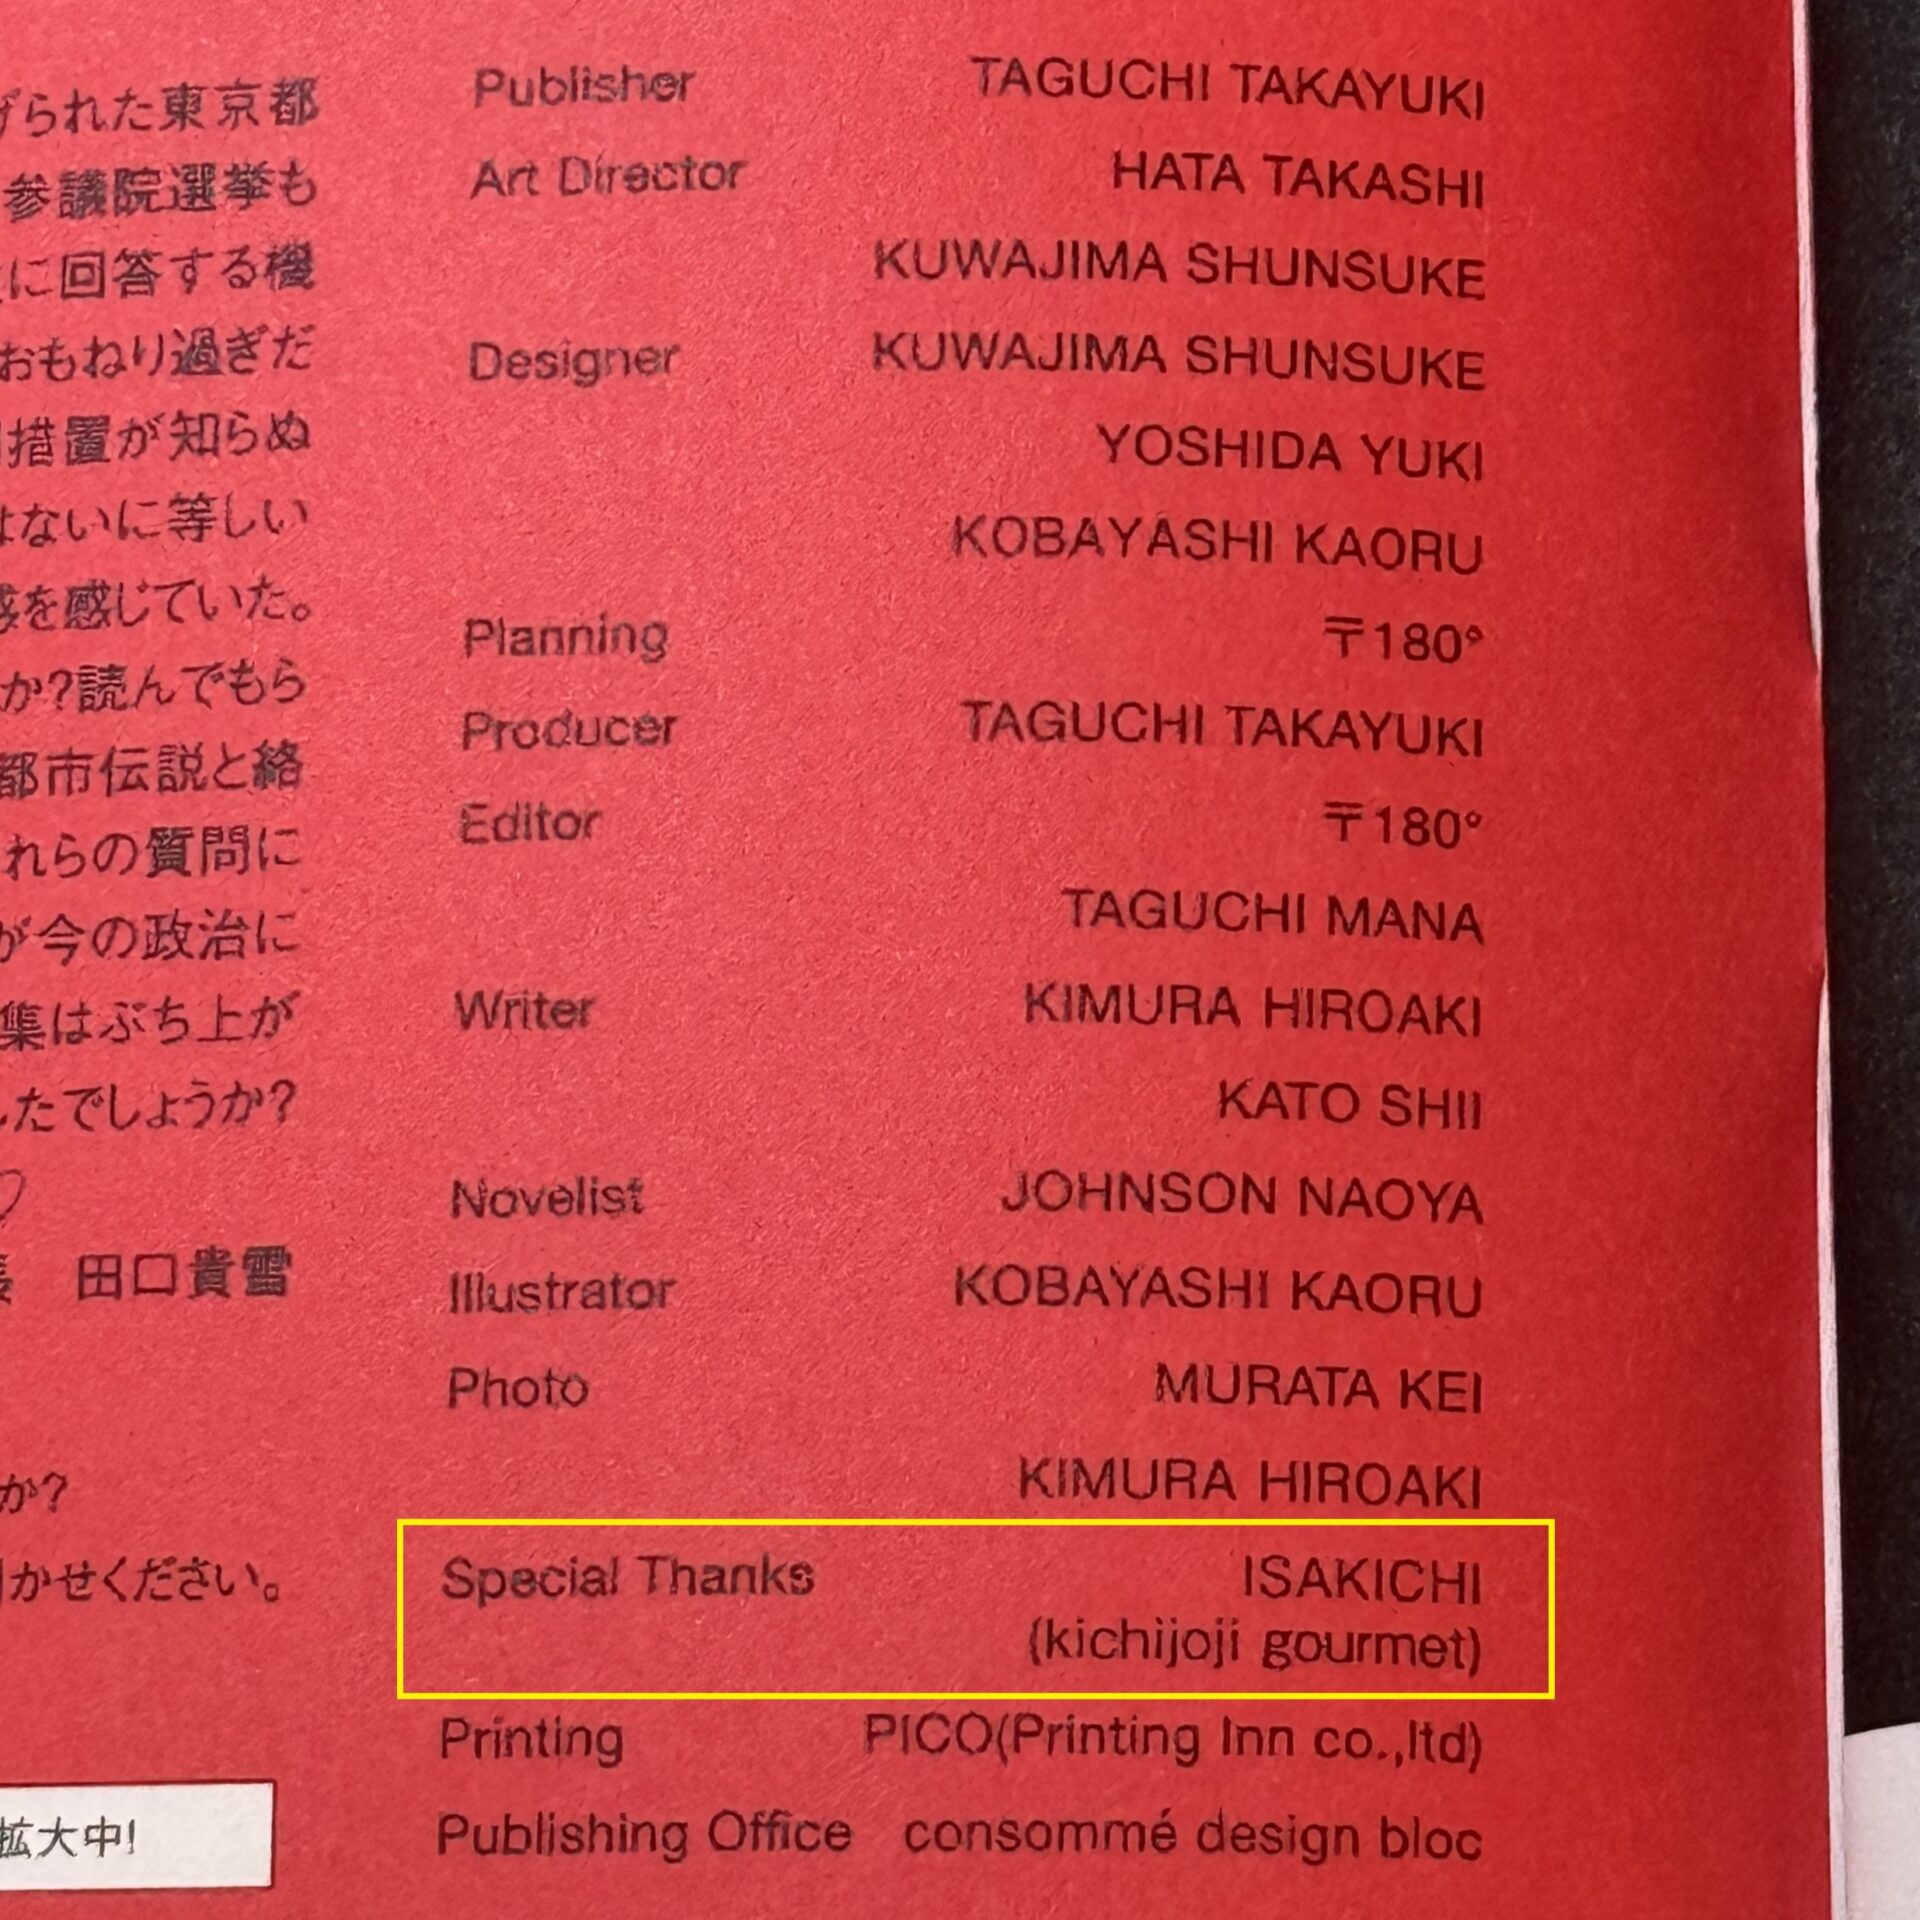 げられた東京都
参議院選挙も
に回答する機
おもねり過ぎだ
措置が知らぬ
はないに等しい
感を感じていた。
か?読んでもら
都市伝説と絡
れらの質問に
が今の政治に
集はぶち上が
したでしょうか?
♡
長 田口貴雪
か?
聞かせください。
拡大中!
Publisher TAGUCHI TAKAYUKI
Art Director HATA TAKASHI
KUWAJIMA SHUNSUKE
Designer KUWAJIMA SHUNSUKE
YOSHIDA YUKI
KOBAYASHI KAORU
Planning 〒180°
Producer TAGUCHI TAKAYUKI
Editor 〒180°
TAGUCHI MANA
Writer KIMURA HIROAKI
KATO SHII
Novelist JOHNSON NAOYA
Illustrator KOBAYASHI KAORU
Photo MURATA KEI
KIMURA HIROAKI
Special Thanks ISAKICHI
(kichijoji gourmet)
Printing PICO(Printing Inn co.,ltd)
Publishing Office consommé design bloc